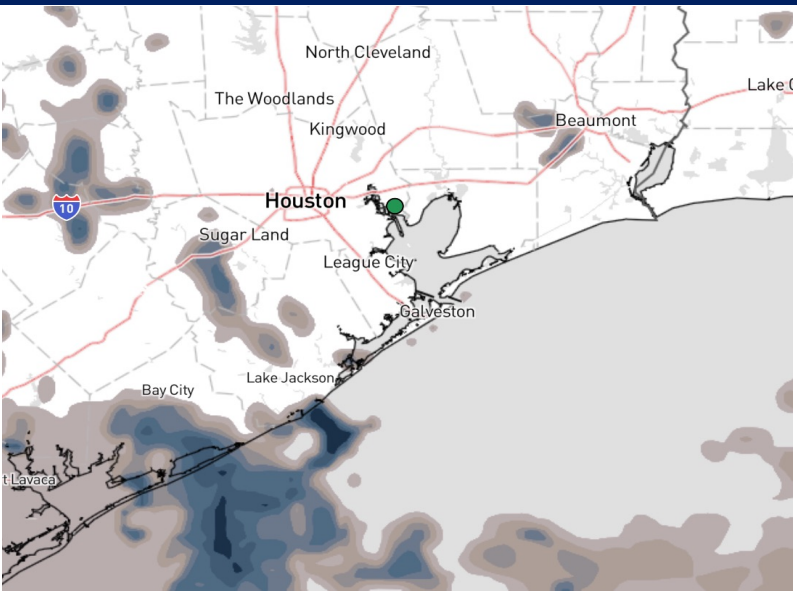 North Cleveland
Lake C
The Woodlands
Kingwood
Beaumont
Houston
10
Sugar Land
League City
Galveston
Lake Jackson
Bay City
t Lavaca